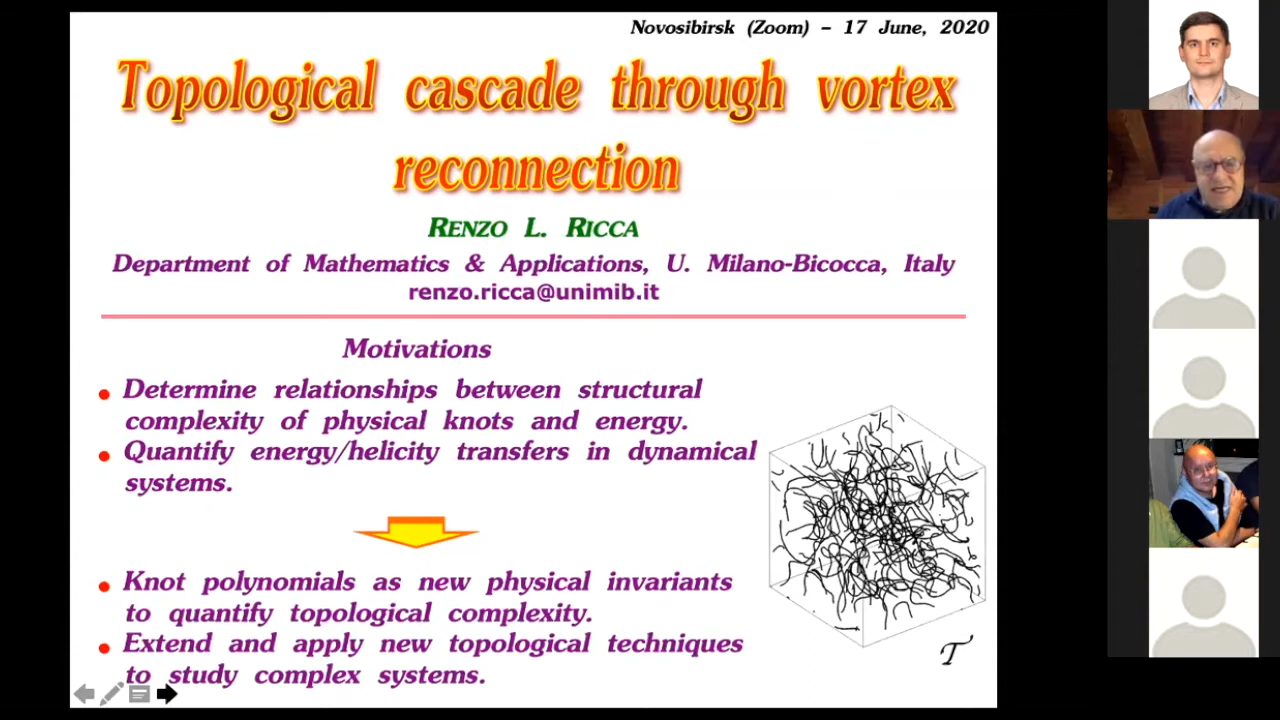 Novosibirsk (Zoom) – 17 June, 2020
Topological cascade through vortex
reconnection
RENZO L. RICCA
Department of Mathematics & Applications, U. Milano-Bicocca, Italy
renzo.ricca@unimib.it
Motivations
• Determine relationships between structural
complexity of physical knots and energy.
• Quantify energy/helicity transfers in dynamical
systems.
• Knot polynomials as new physical invariants
to quantify topological complexity.
• Extend and apply new topological techniques
to study complex systems.
𝒯